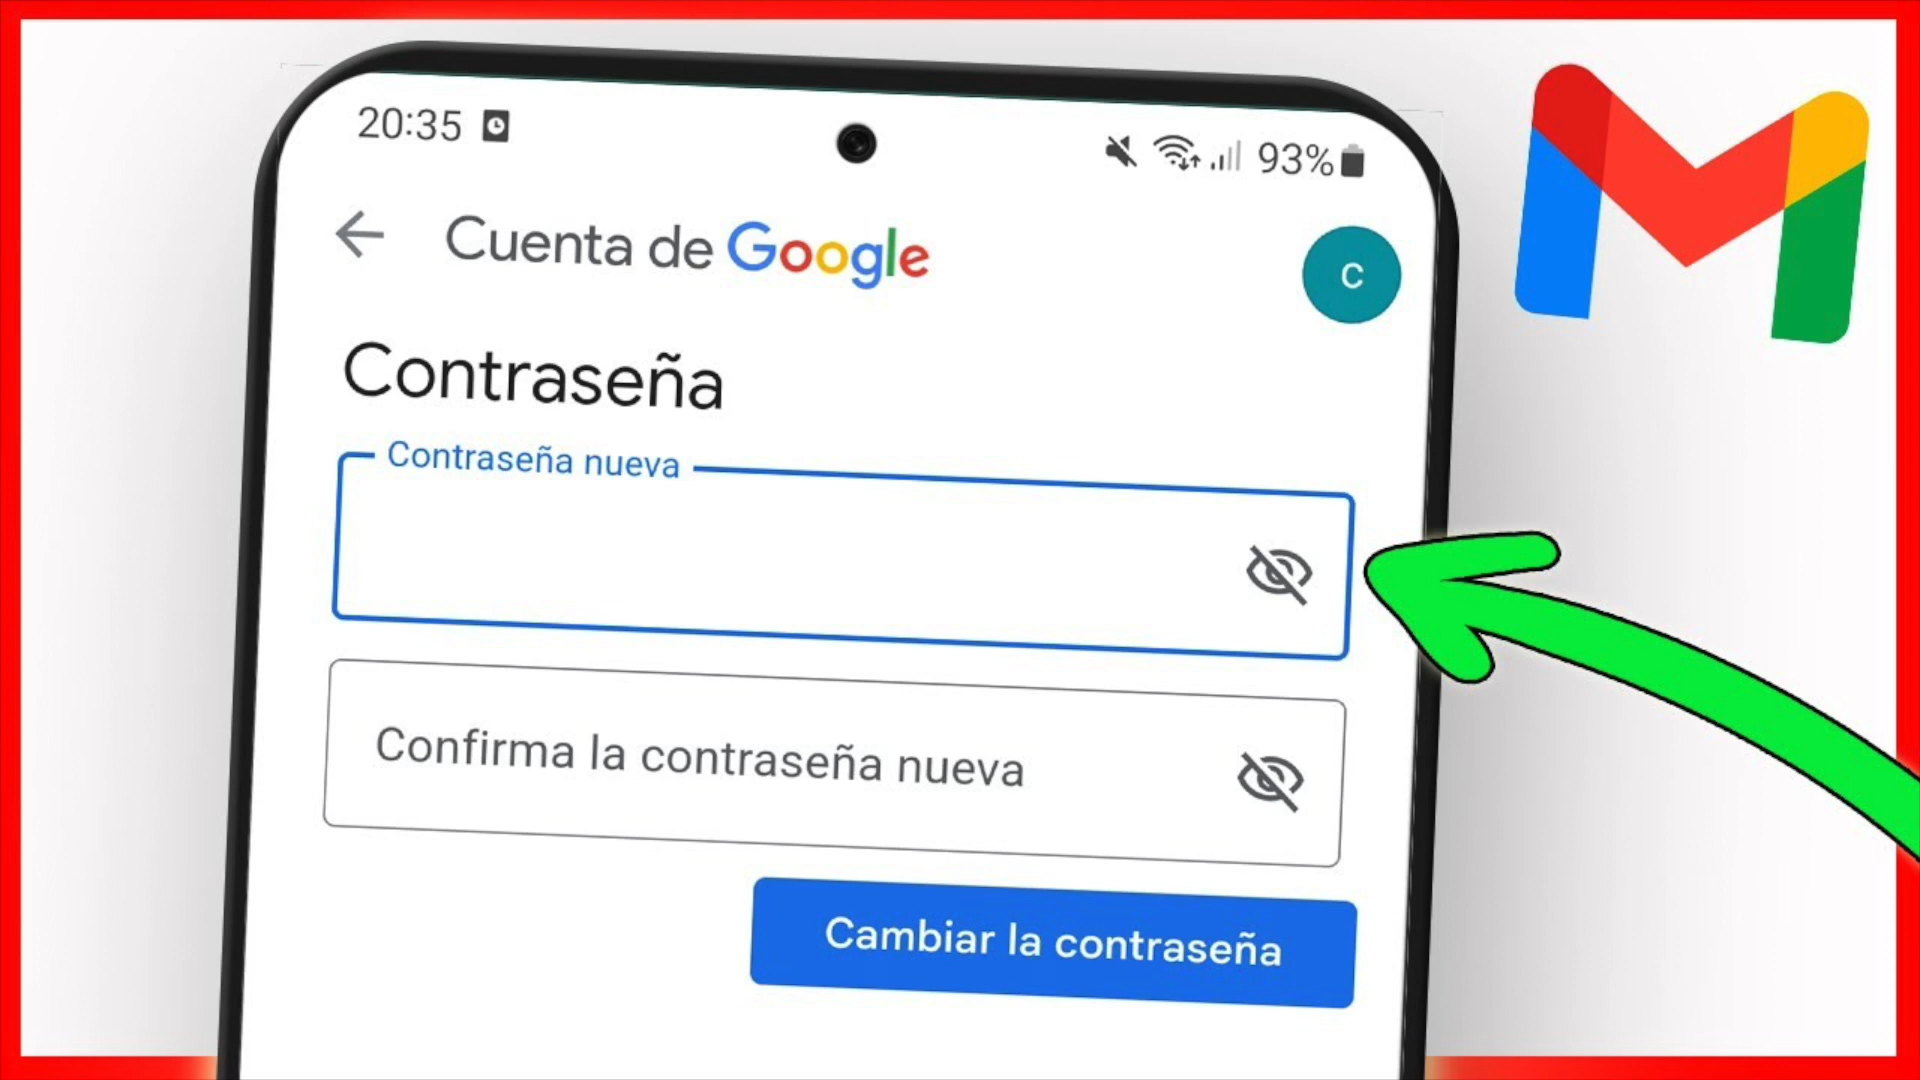 20:35
93%
Cuenta de Google
C
Contraseña
Contraseña nueva
Confirma la contraseña nueva
Cambiar la contraseña